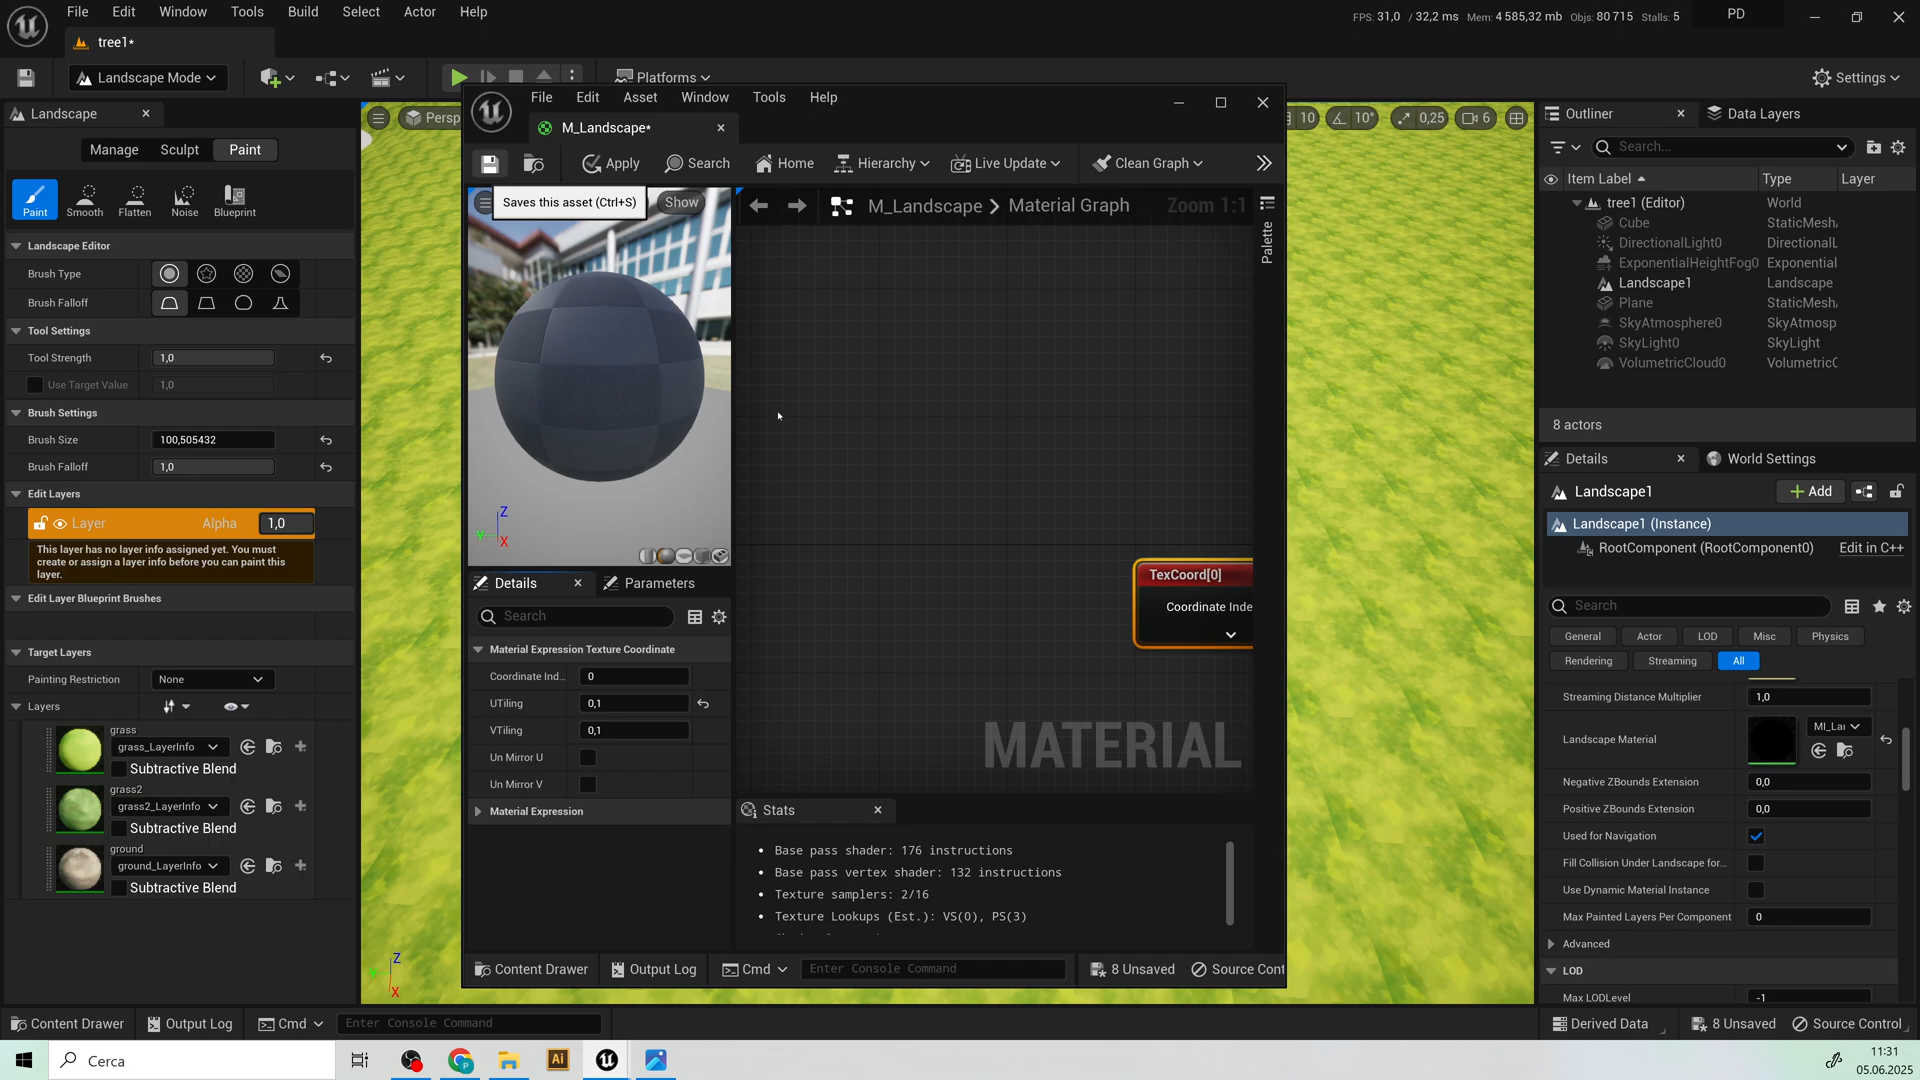 File Edit Window Tools Build Select Actor Help
FPS: 31,0 / 32,2 ms Mem: 4 585,32 mb Objs: 80 715 Stalls: 5
PD
tree1*
Landscape Mode
Platforms
Settings
Landscape
Manage Sculpt Paint
Paint Smooth Flatten Noise Blueprint
Landscape Editor
Brush Type
Brush Falloff
Tool Settings
Tool Strength 1,0
Use Target Value 1,0
Brush Settings
Brush Size 100,505432
Brush Falloff 1,0
Edit Layers
Layer Alpha 1,0
This layer has no layer info assigned yet. You must
create or assign a layer info before you can paint this
layer.
Edit Layer Blueprint Brushes
Target Layers
Painting Restriction None
Layers
grass
grass_LayerInfo
Subtractive Blend
grass2
grass2_LayerInfo
Subtractive Blend
ground
ground_LayerInfo
Subtractive Blend
Persp
10 10° 0,25 6
Z
X
File Edit Asset Window Tools Help
M_Landscape*
Apply Search Home Hierarchy Live Update Clean Graph
Saves this asset (Ctrl+S)
Show
M_Landscape > Material Graph
Zoom 1:1
Palette
Z
Y
X
TexCoord[0]
Coordinate Inde
MATERIAL
Details Parameters
Search
Material Expression Texture Coordinate
Coordinate Ind... 0
UTiling 0,1
VTiling 0,1
Un Mirror U
Un Mirror V
Material Expression
Stats
• Base pass shader: 176 instructions
• Base pass vertex shader: 132 instructions
• Texture samplers: 2/16
• Texture Lookups (Est.): VS(0), PS(3)
Content Drawer Output Log Cmd Enter Console Command 8 Unsaved Source Cont
Outliner Data Layers
Search...
Item Label Type Layer
tree1 (Editor) World
Cube StaticMesh
DirectionalLight0 DirectionalL
ExponentialHeightFog0 Exponential
Landscape1 Landscape
Plane StaticMesh
SkyAtmosphere0 SkyAtmosp
SkyLight0 SkyLight
VolumetricCloud0 VolumetricC
8 actors
Details World Settings
Landscape1
Add
Landscape1 (Instance)
RootComponent (RootComponent0) Edit in C++
Search
General Actor LOD Misc Physics
Rendering Streaming All
Streaming Distance Multiplier 1,0
Landscape Material MI_Lar
Negative ZBounds Extension 0,0
Positive ZBounds Extension 0,0
Used for Navigation
Fill Collision Under Landscape for...
Use Dynamic Material Instance
Max Painted Layers Per Component 0
Advanced
LOD
Max LODLevel -1
Content Drawer Output Log Cmd Enter Console Command
Derived Data 8 Unsaved Source Control
Cerca
Ai
11:31
05.06.2025